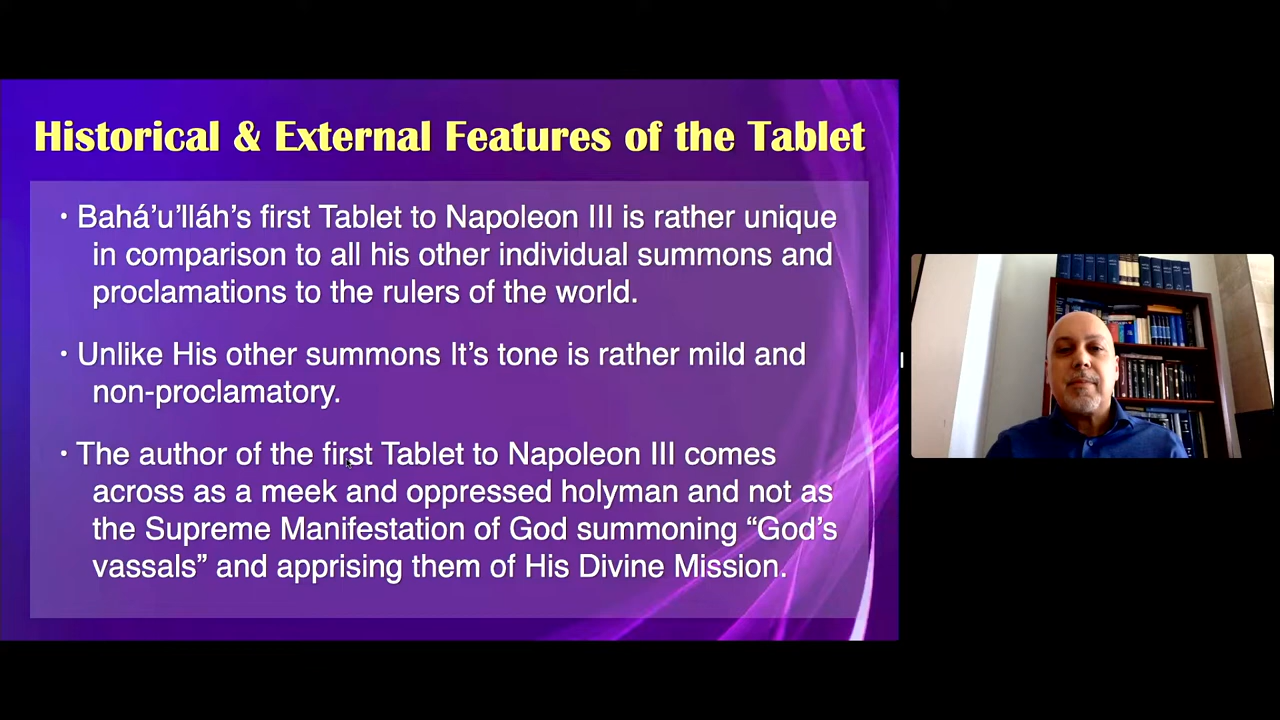 Historical & External Features of the Tablet
• Bahá’u’lláh’s first Tablet to Napoleon III is rather unique
in comparison to all his other individual summons and
proclamations to the rulers of the world.
• Unlike His other summons It’s tone is rather mild and
non-proclamatory.
• The author of the first Tablet to Napoleon III comes
across as a meek and oppressed holyman and not as
the Supreme Manifestation of God summoning “God’s
vassals” and apprising them of His Divine Mission.